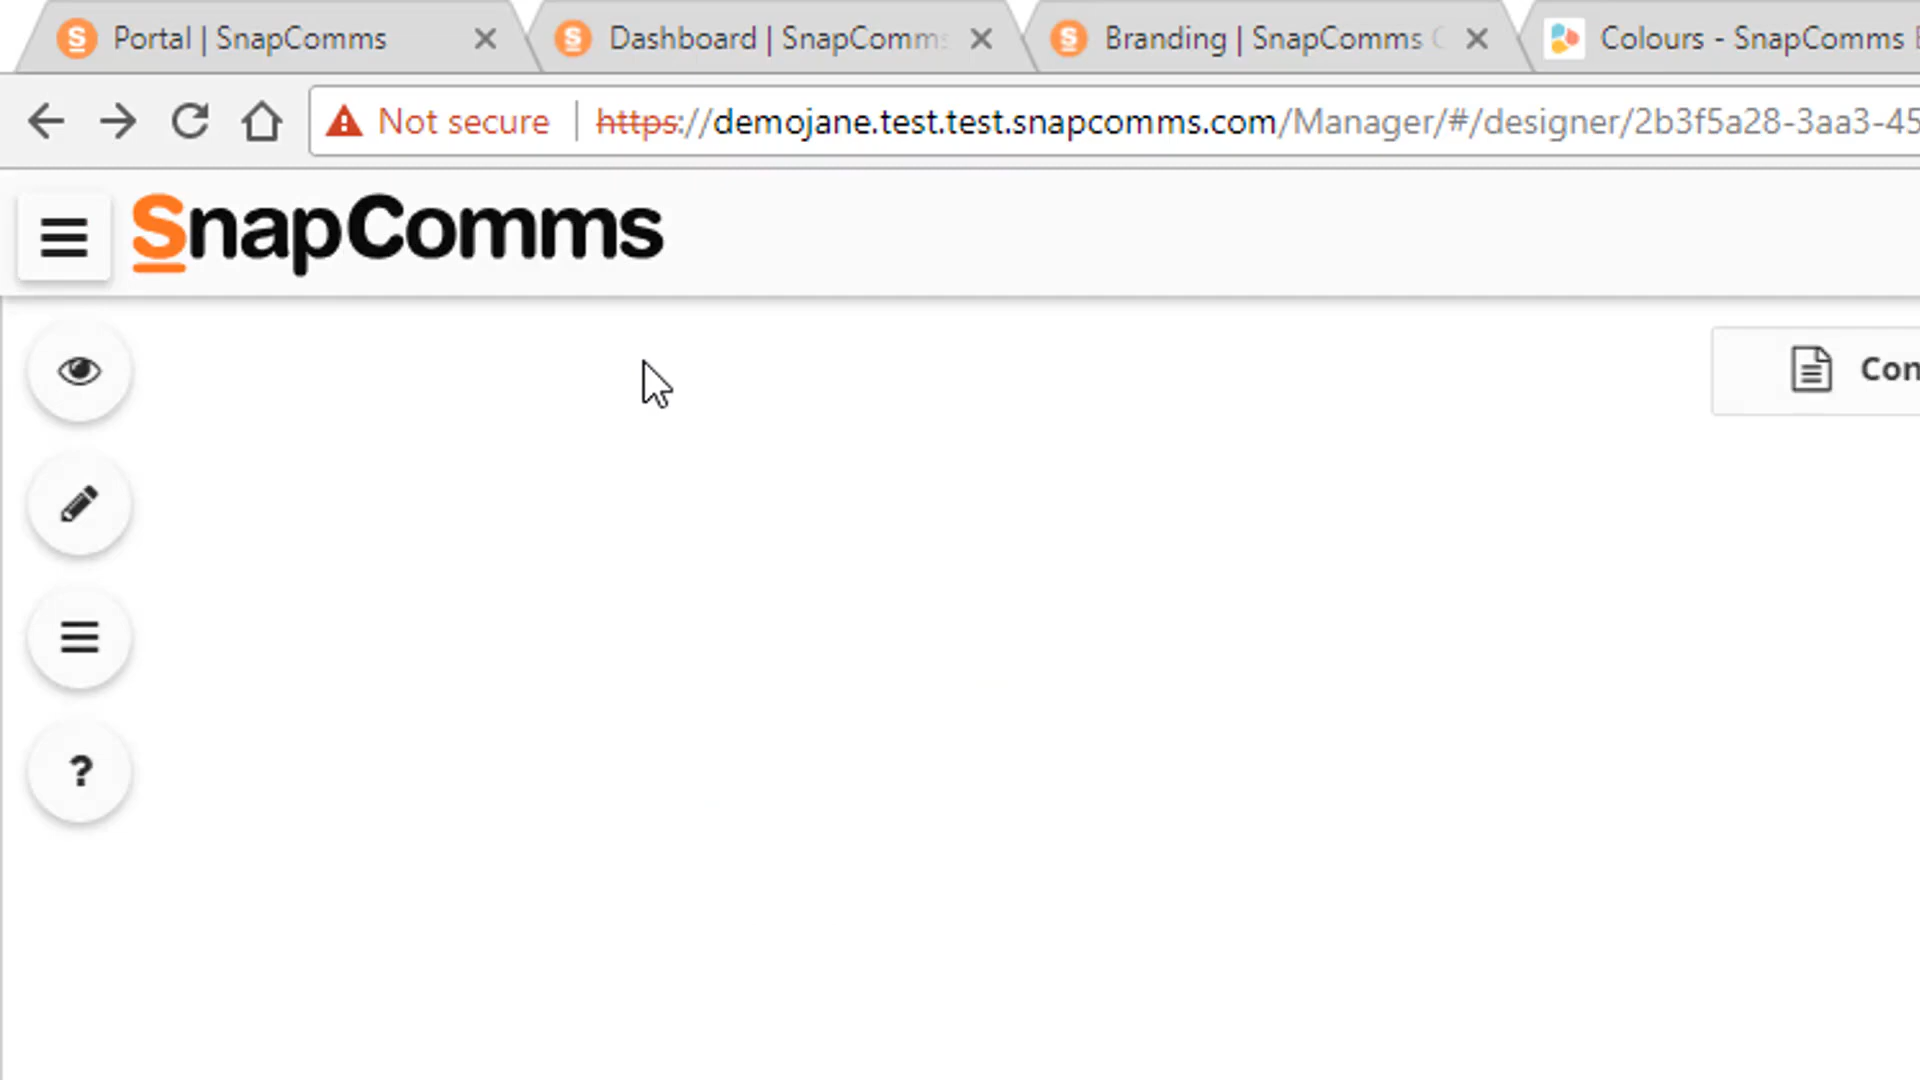 Portal | SnapComms
Dashboard | SnapComms
Branding | SnapComms
Colours - SnapComms
Not secure | https://demojane.test.test.snapcomms.com/Manager/#/designer/2b3f5a28-3aa3-45
SnapComms
Con
?